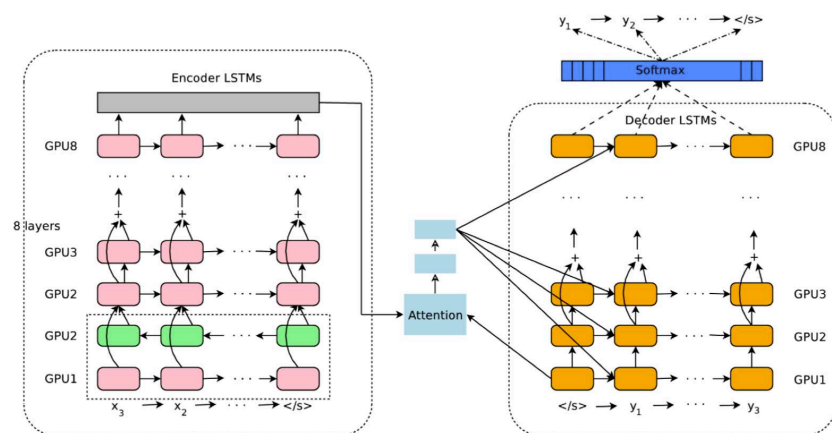 y1 y2 ... </s>
Encoder LSTMs
Softmax
Decoder LSTMs
GPU8 ...
GPU8
...
...
+ + +
8 layers
GPU3 ...
+ + +
GPU2 ...
GPU3
...
Attention
GPU2 ...
GPU2
...
GPU1 ...
GPU1
...
x3 x2 ... </s>
</s> y1 ... y3